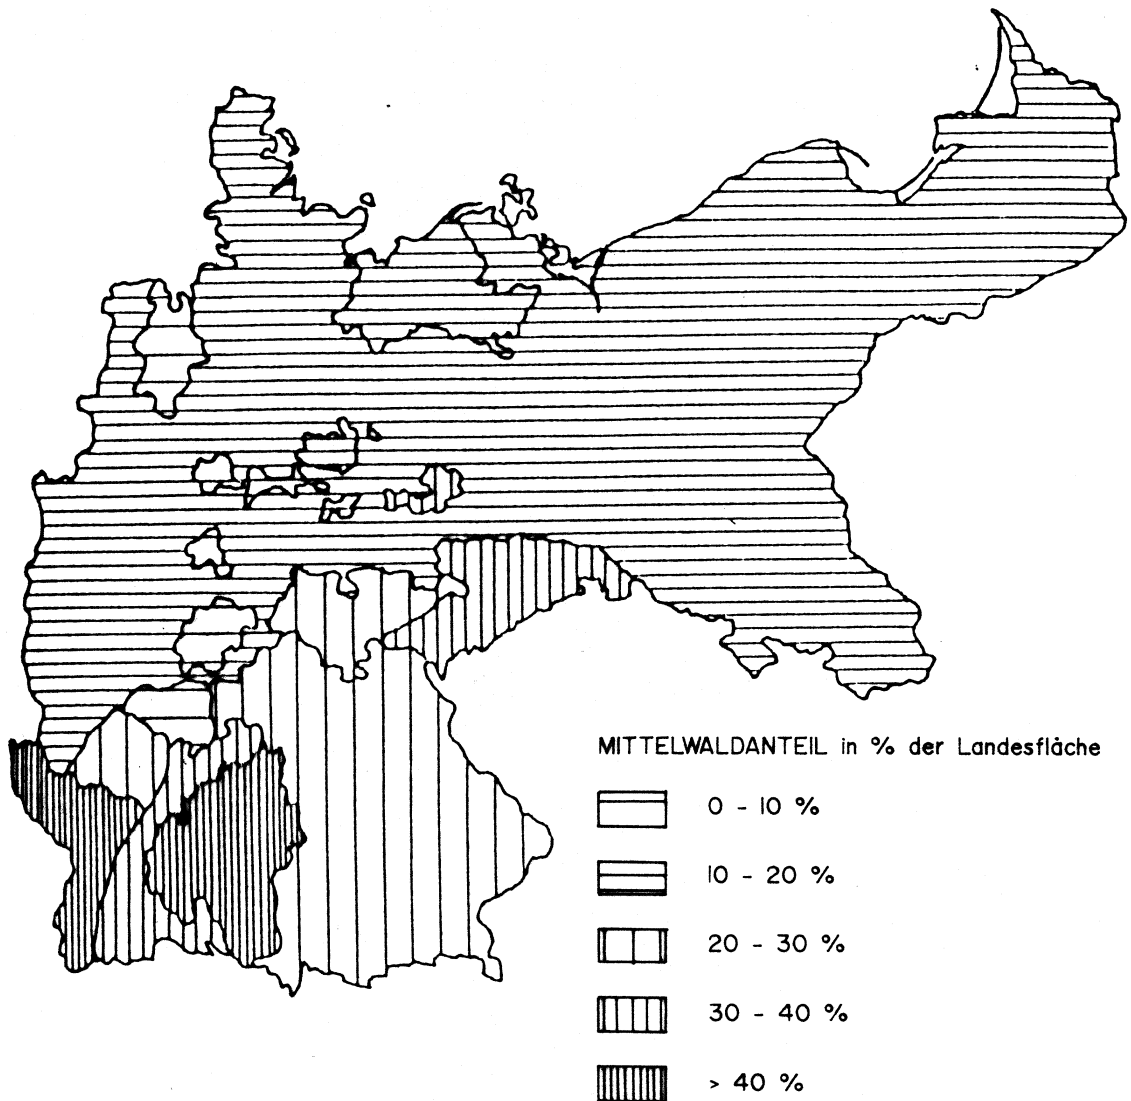 MITTELWALDANTEIL in % der Landesfläche
0 - 10 %
10 - 20 %
20 - 30 %
30 - 40 %
> 40 %